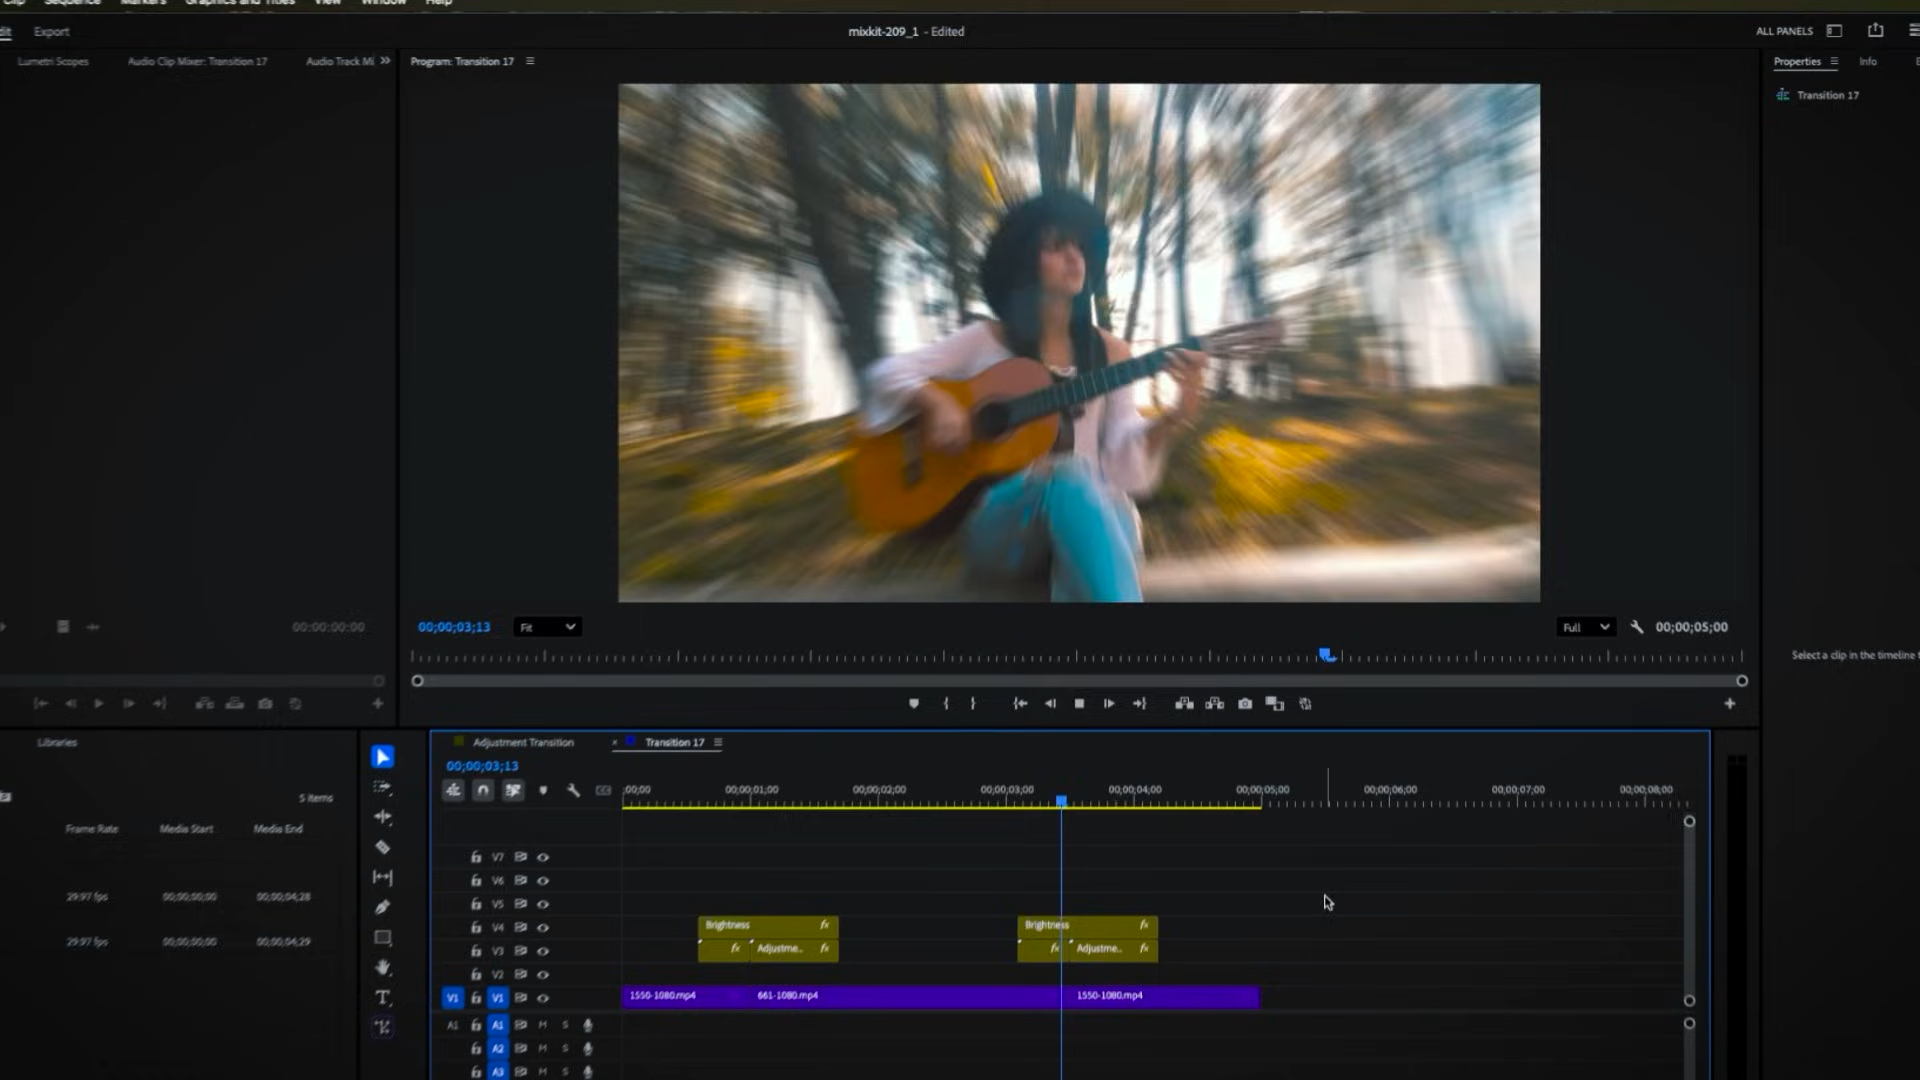 Clip Sequence Markers Graphics and Titles View Window Help
Export
mixkit-209_1 - Edited
ALL PANELS
Lumetri Scopes Audio Clip Mixer: Transition 17 Audio Track Mi
Program: Transition 17
Properties Info
Transition 17
00:00:00:00
00;00;03;13 Fit
Full 00;00;05;00
Select a clip in the timeline
Libraries
Adjustment Transition
× Transition 17
00;00;03;13
5 Items
;00;00 00;00;01;00 00;00;02;00 00;00;03;00 00;00;04;00 00;00;05;00 00;00;06;00 00;00;07;00 00;00;08;00
Frame Rate Media Start Media End
V7
V6
29.97 fps 00;00;00;00 00;00;04;28
V5
V4 Brightness fx Brightness fx
29.97 fps 00;00;00;00 00;00;04;29
V3 fx Adjustme.. fx fx Adjustme.. fx
V2
V1 V1 1550-1080.mp4 661-1080.mp4 1550-1080.mp4
A1 A1 M S
A2 M S
A3 M S